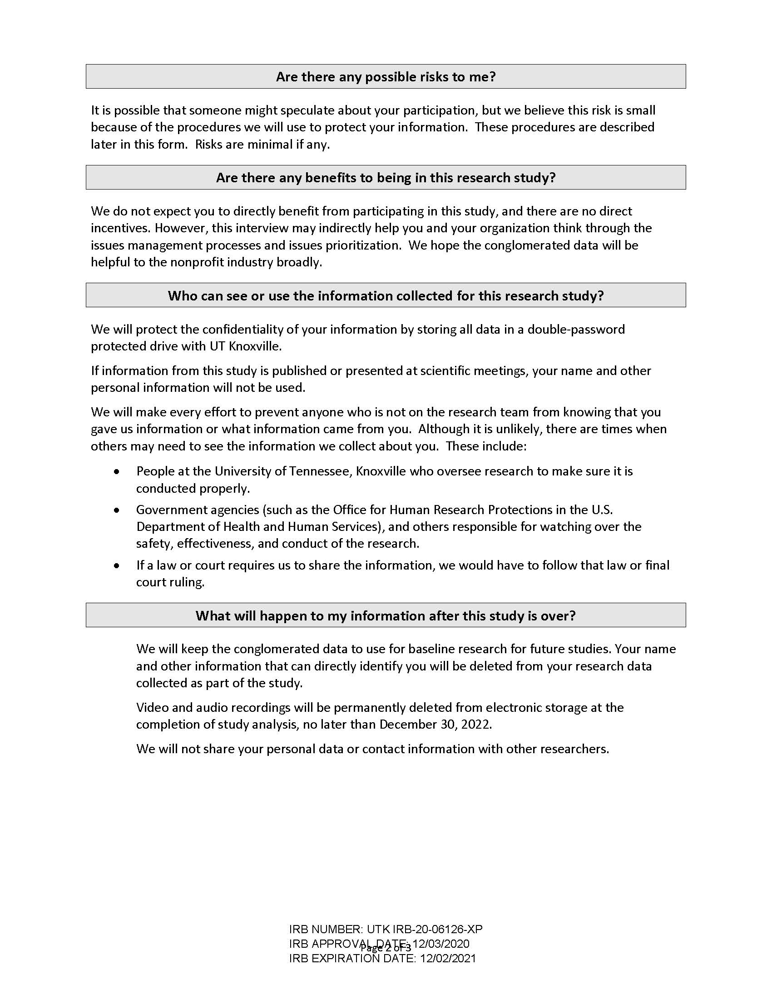 Are there any possible risks to me?
It is possible that someone might speculate about your participation, but we believe this risk is small
because of the procedures we will use to protect your information.  These procedures are described
later in this form.  Risks are minimal if any.
Are there any benefits to being in this research study?
We do not expect you to directly benefit from participating in this study, and there are no direct
incentives. However, this interview may indirectly help you and your organization think through the
issues management processes and issues prioritization.  We hope the conglomerated data will be
helpful to the nonprofit industry broadly.
Who can see or use the information collected for this research study?
We will protect the confidentiality of your information by storing all data in a double-password
protected drive with UT Knoxville.
If information from this study is published or presented at scientific meetings, your name and other
personal information will not be used.
We will make every effort to prevent anyone who is not on the research team from knowing that you
gave us information or what information came from you.  Although it is unlikely, there are times when
others may need to see the information we collect about you.  These include:
• People at the University of Tennessee, Knoxville who oversee research to make sure it is
conducted properly.
• Government agencies (such as the Office for Human Research Protections in the U.S.
Department of Health and Human Services), and others responsible for watching over the
safety, effectiveness, and conduct of the research.
• If a law or court requires us to share the information, we would have to follow that law or final
court ruling.
What will happen to my information after this study is over?
We will keep the conglomerated data to use for baseline research for future studies. Your name
and other information that can directly identify you will be deleted from your research data
collected as part of the study.
Video and audio recordings will be permanently deleted from electronic storage at the
completion of study analysis, no later than December 30, 2022.
We will not share your personal data or contact information with other researchers.
IRB NUMBER: UTK IRB-20-06126-XP
IRB APPROVAL DATE: 12/03/2020
Page 2 of 3
IRB EXPIRATION DATE: 12/02/2021